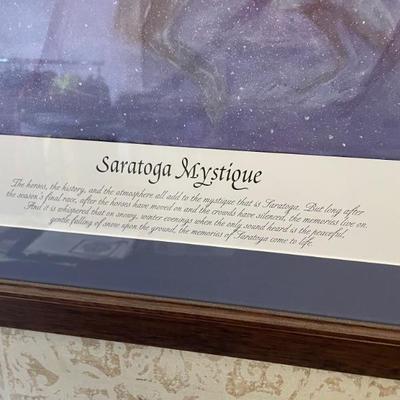 Saratoga Mystique
The horses, the history, and the atmosphere all add to the mystique that is Saratoga. But long after
the season's final race, after the horses have moved on and the crowds have silenced, the memories live on.
And it is whispered that on snowy, winter evenings when the only sound heard is the peaceful,
gentle falling of snow upon the ground, the memories of Saratoga come to life.